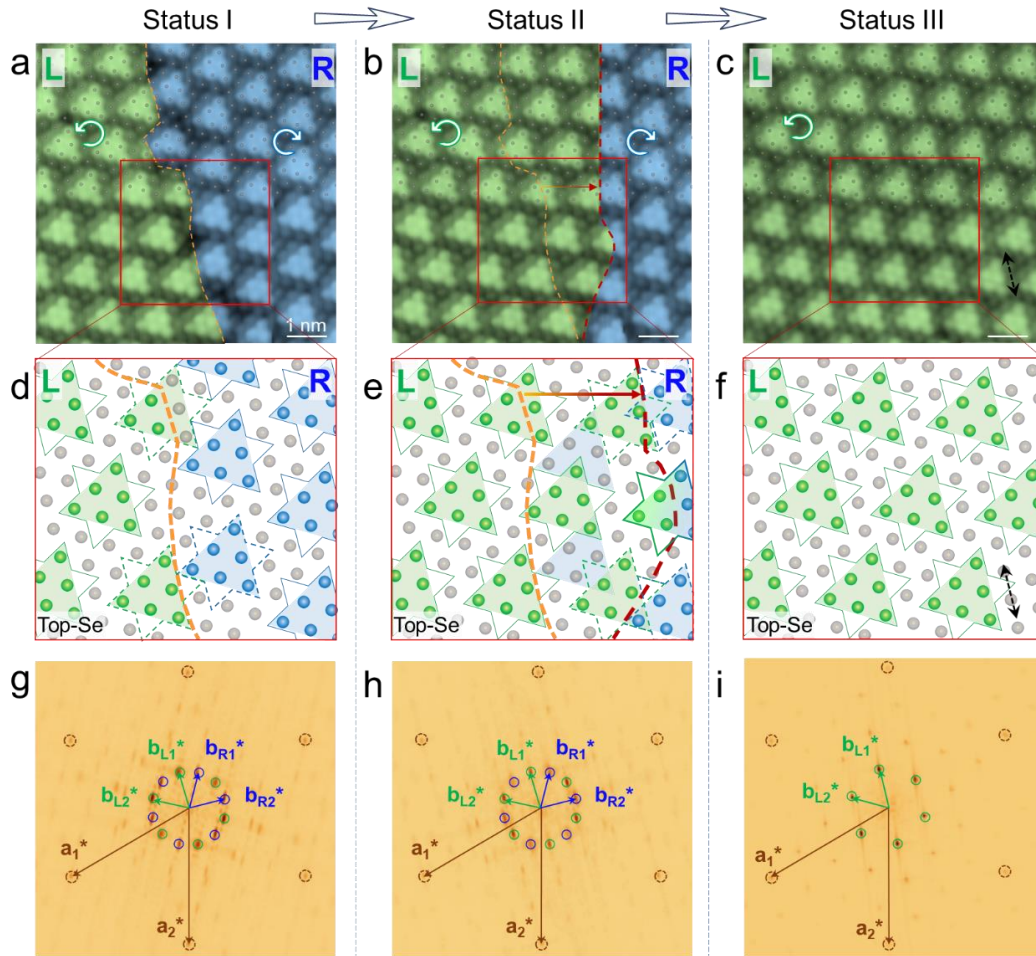 Status I
Status II
Status III
a
L
R
1 nm
b
L
R
c
L
d
L
R
Top-Se
e
L
R
Top-Se
f
L
Top-Se
g
bL1*
bR1*
bL2*
bR2*
a1*
a2*
h
bL1*
bR1*
bL2*
bR2*
a1*
a2*
i
bL1*
bL2*
a1*
a2*